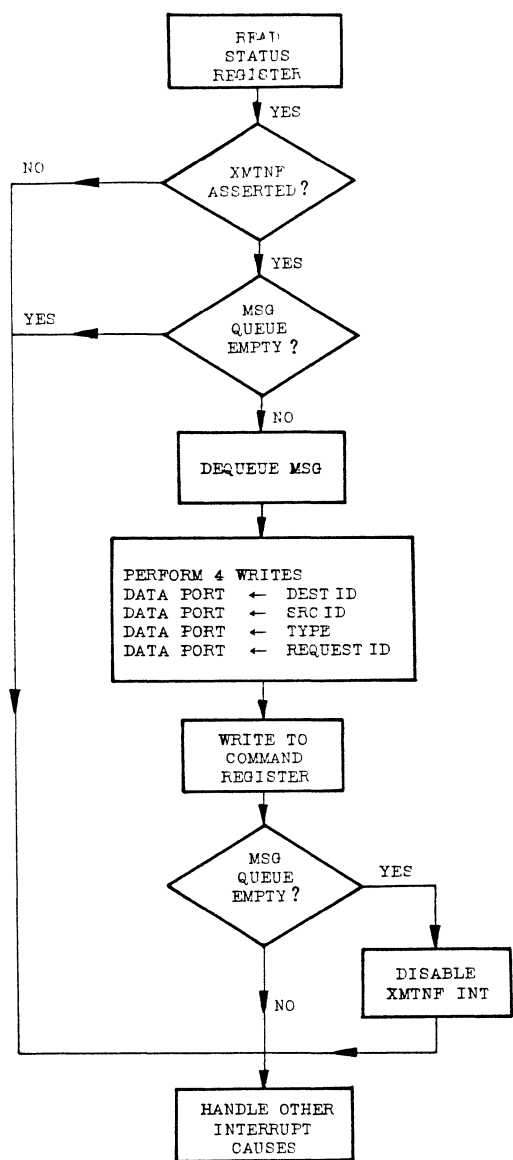 READ
STATUS
REGISTER
YES
NO
XMTNF
ASSERTED?
YES
YES
MSG
QUEUE
EMPTY?
NO
DEQUEUE MSG
PERFORM 4 WRITES
DATA PORT ← DEST ID
DATA PORT ← SRC ID
DATA PORT ← TYPE
DATA PORT ← REQUEST ID
WRITE TO
COMMAND
REGISTER
MSG
QUEUE
EMPTY?
YES
DISABLE
XMTNF INT
NO
HANDLE OTHER
INTERRUPT
CAUSES